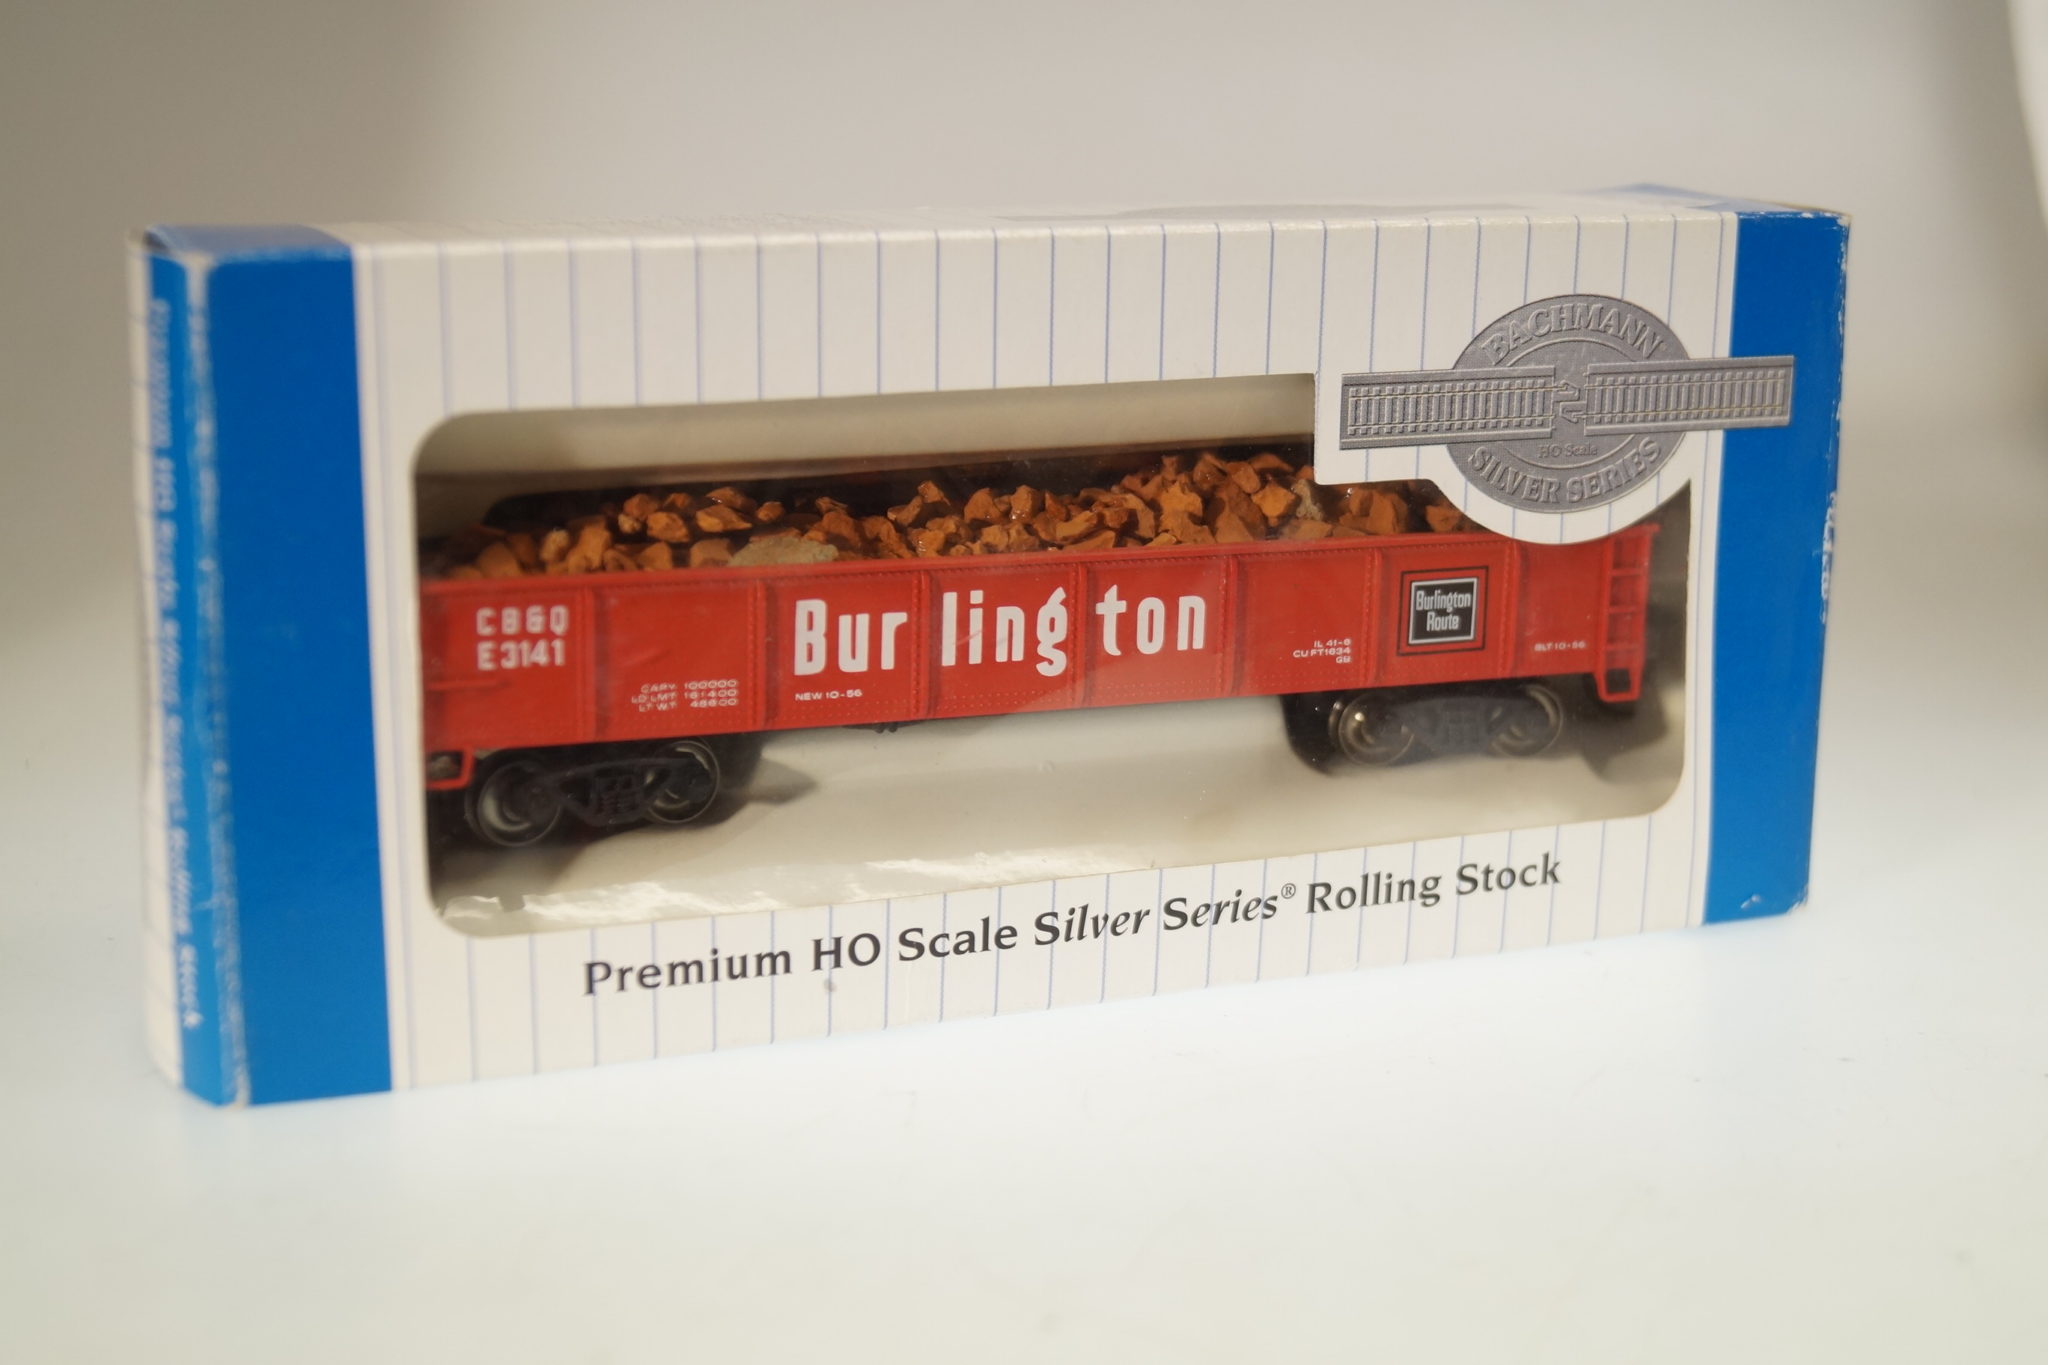 BACHMANN
HO Scale
SILVER SERIES
CB&Q
E3141
CAPY 100000
LD LMT 161400
LT WT 48600
Burlington
NEW 10-56
IL 41-6
CU FT 1634
GB
Burlington
Route
BLT 10-56
Premium HO Scale Silver Series® Rolling Stock